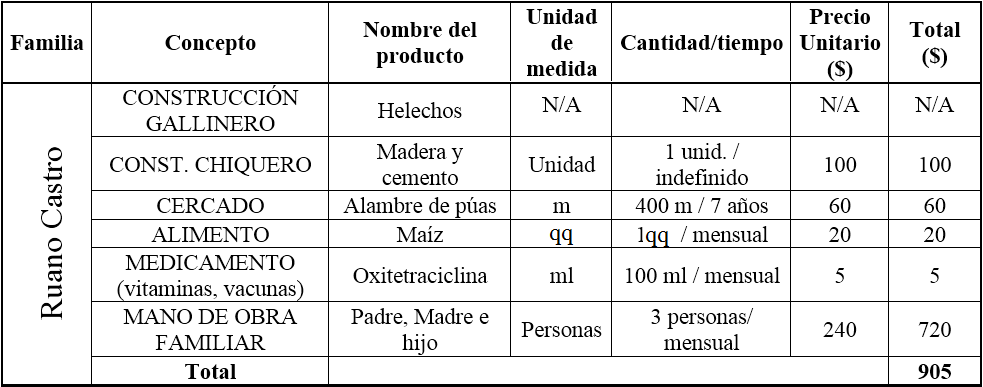 Familia | Concepto | Nombre del producto | Unidad de medida | Cantidad/tiempo | Precio Unitario ($) | Total ($)
Ruano Castro
CONSTRUCCIÓN GALLINERO | Helechos | N/A | N/A | N/A | N/A
CONST. CHIQUERO | Madera y cemento | Unidad | 1 unid. / indefinido | 100 | 100
CERCADO | Alambre de púas | m | 400 m / 7 años | 60 | 60
ALIMENTO | Maíz | qq | 1qq / mensual | 20 | 20
MEDICAMENTO (vitaminas, vacunas) | Oxitetraciclina | ml | 100 ml / mensual | 5 | 5
MANO DE OBRA FAMILIAR | Padre, Madre e hijo | Personas | 3 personas/ mensual | 240 | 720
Total | 905